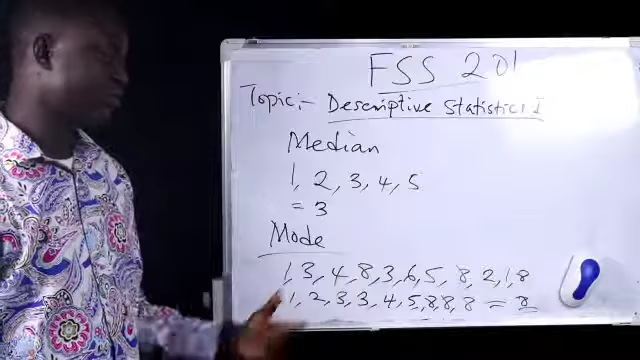 FSS 201
Topic:- Descriptive Statistics I
Median
1, 2, 3, 4, 5
= 3
Mode
1, 3, 4, 8, 3, 6, 5, 8, 2, 1, 8
1, 2, 3, 3, 4, 5, 8, 8, 8 = 8